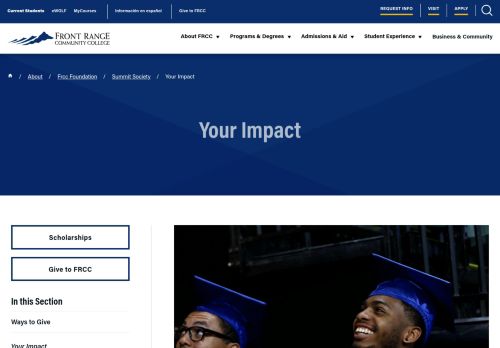 Current Students eWOLF MyCourses Información en español Give to FRCC REQUEST INFO VISIT APPLY
FRONT RANGE
COMMUNITY COLLEGE
About FRCC Programs & Degrees Admissions & Aid Student Experience Business & Community
/ About / Frcc Foundation / Summit Society / Your Impact
Your Impact
Scholarships
Give to FRCC
In this Section
Ways to Give
Your Impact